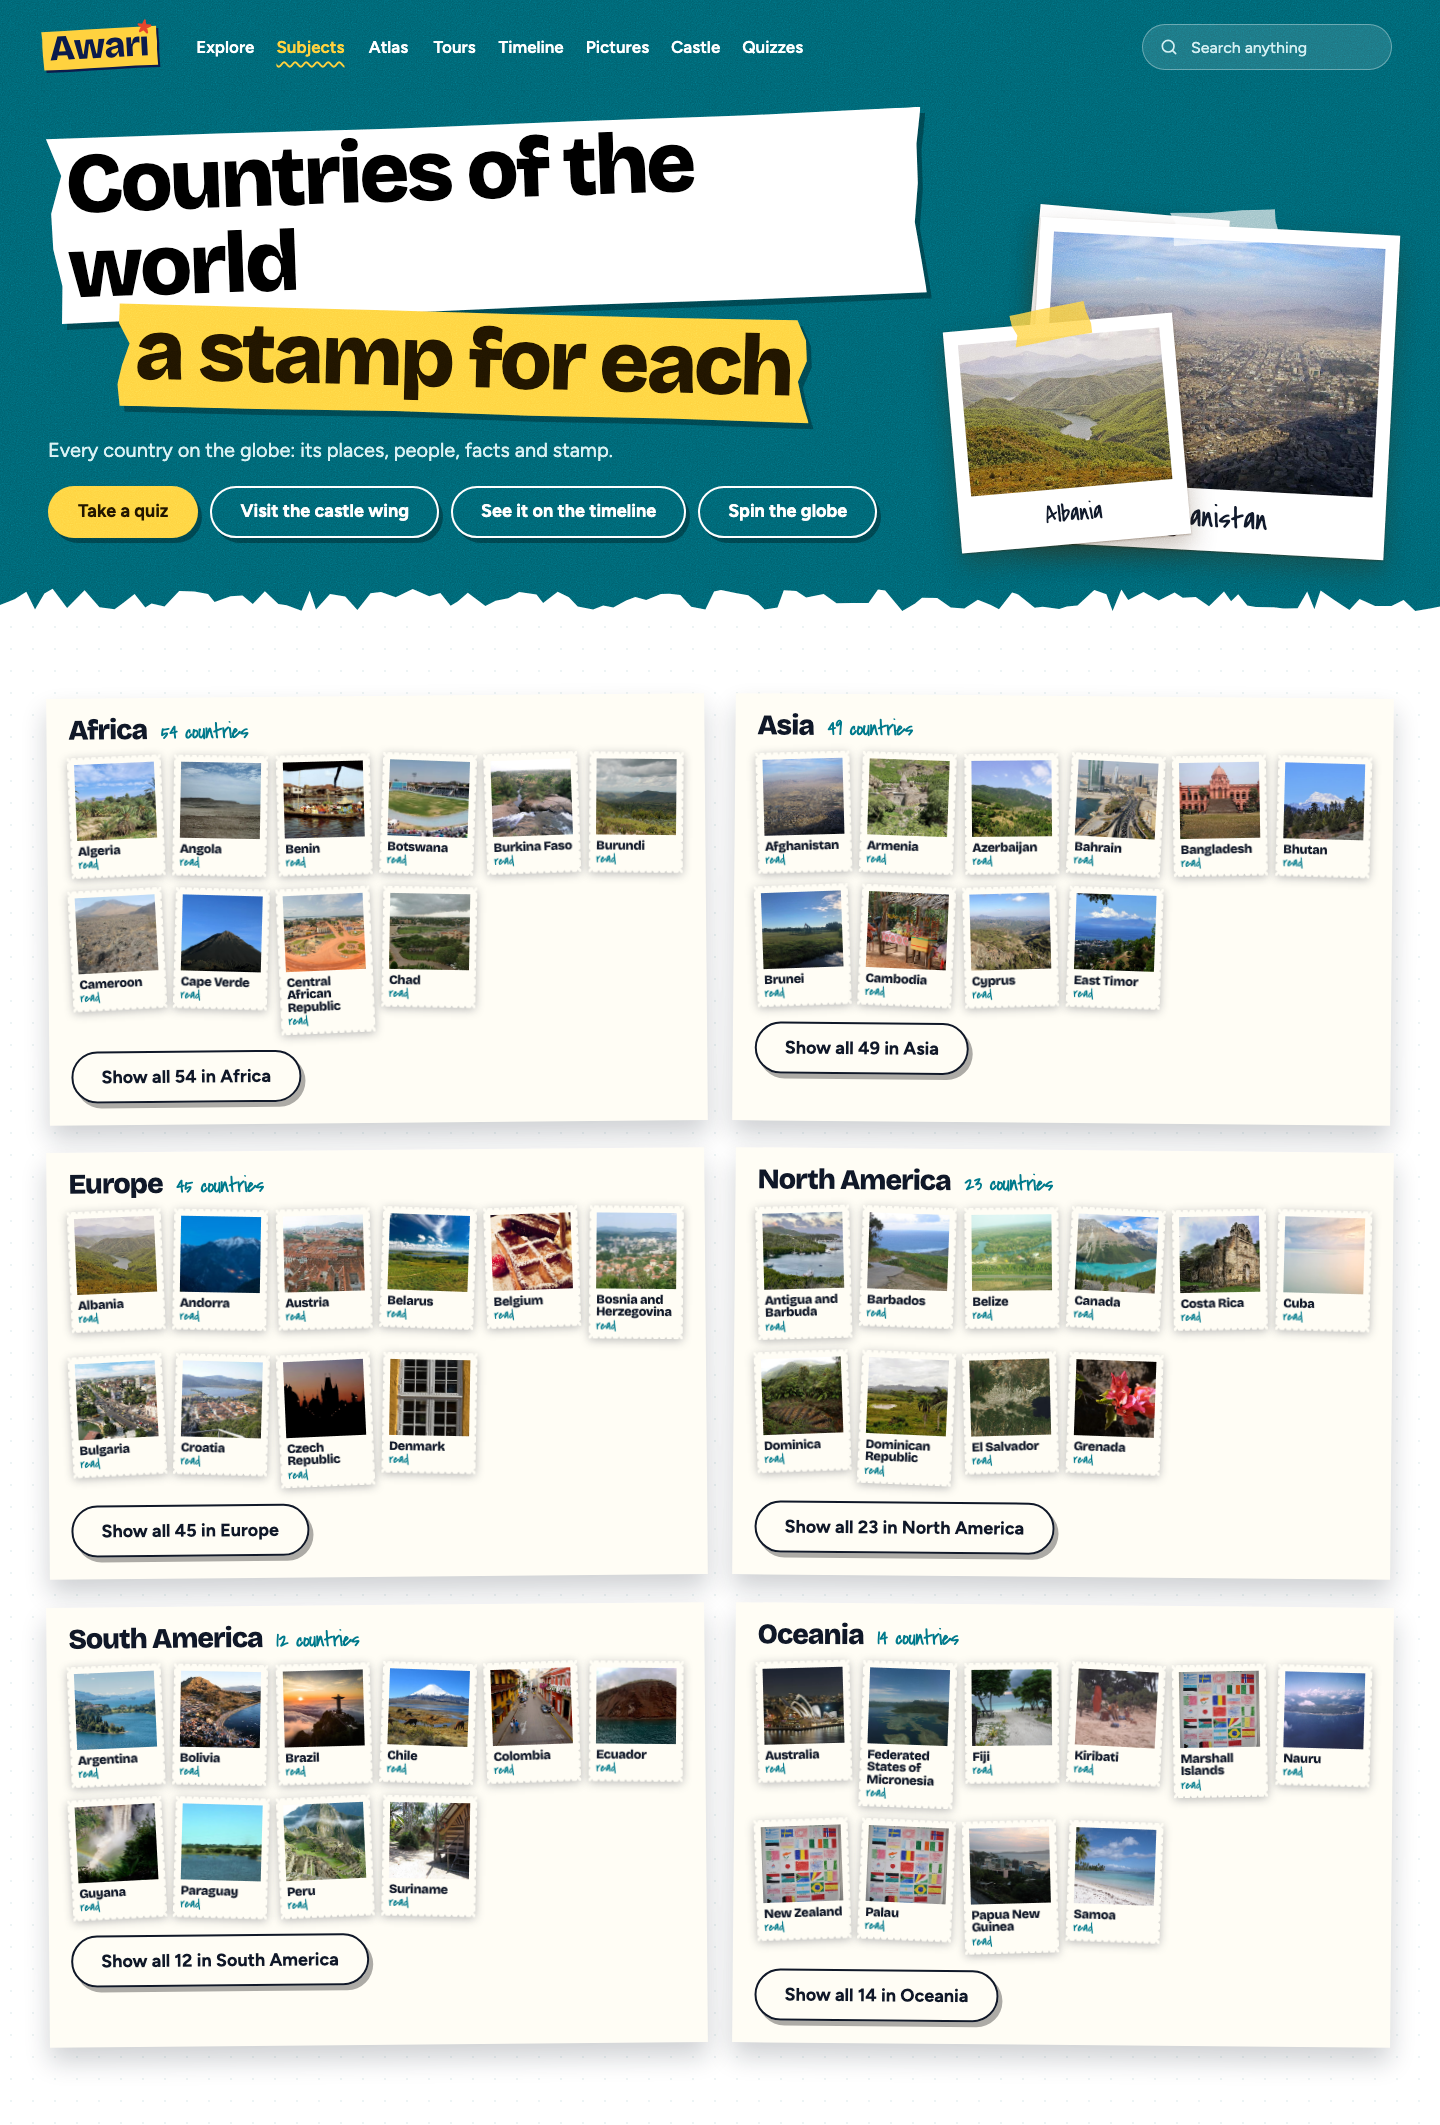 Awari
Explore
Subjects
Atlas
Tours
Timeline
Pictures
Castle
Quizzes
Search anything
Countries of the
world
a stamp for each
Every country on the globe: its places, people, facts and stamp.
Take a quiz
Visit the castle wing
See it on the timeline
Spin the globe
Albania
anistan
Africa 54 countries
Algeria
read
Angola
read
Benin
read
Botswana
read
Burkina Faso
read
Burundi
read
Cameroon
read
Cape Verde
read
Central
African
Republic
read
Chad
read
Show all 54 in Africa
Asia 49 countries
Afghanistan
read
Armenia
read
Azerbaijan
read
Bahrain
read
Bangladesh
read
Bhutan
read
Brunei
read
Cambodia
read
Cyprus
read
East Timor
read
Show all 49 in Asia
Europe 45 countries
Albania
read
Andorra
read
Austria
read
Belarus
read
Belgium
read
Bosnia and
Herzegovina
read
Bulgaria
read
Croatia
read
Czech
Republic
read
Denmark
read
Show all 45 in Europe
North America 23 countries
Antigua and
Barbuda
read
Barbados
read
Belize
read
Canada
read
Costa Rica
read
Cuba
read
Dominica
read
Dominican
Republic
read
El Salvador
read
Grenada
read
Show all 23 in North America
South America 12 countries
Argentina
read
Bolivia
read
Brazil
read
Chile
read
Colombia
read
Ecuador
read
Guyana
read
Paraguay
read
Peru
read
Suriname
read
Show all 12 in South America
Oceania 14 countries
Australia
read
Federated
States of
Micronesia
read
Fiji
read
Kiribati
read
Marshall
Islands
read
Nauru
read
New Zealand
read
Palau
read
Papua New
Guinea
read
Samoa
read
Show all 14 in Oceania